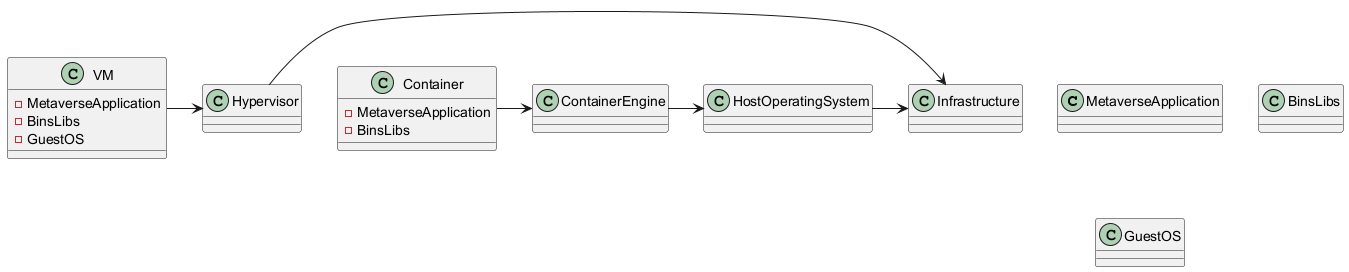 C VM
MetaverseApplication
BinsLibs
GuestOS
C Hypervisor
C Container
MetaverseApplication
BinsLibs
C ContainerEngine
C HostOperatingSystem
C Infrastructure
C MetaverseApplication
C BinsLibs
C GuestOS